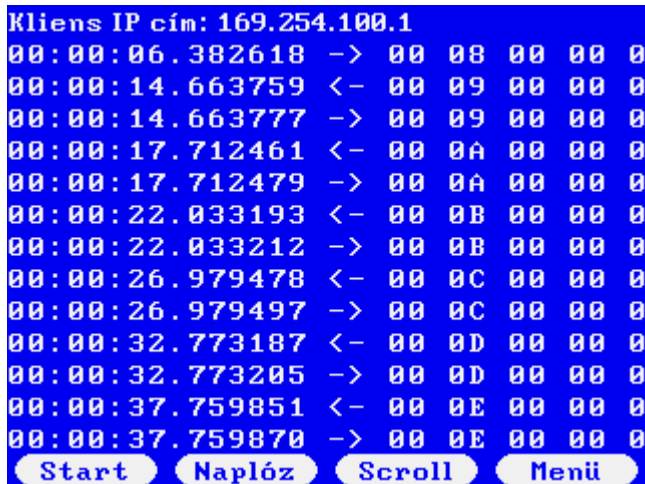 Kliens IP cím: 169.254.100.1
00:00:06.382618 -> 00 08 00 00 0
00:00:14.663759 <- 00 09 00 00 0
00:00:14.663777 -> 00 09 00 00 0
00:00:17.712461 <- 00 0A 00 00 0
00:00:17.712479 -> 00 0A 00 00 0
00:00:22.033193 <- 00 0B 00 00 0
00:00:22.033212 -> 00 0B 00 00 0
00:00:26.979478 <- 00 0C 00 00 0
00:00:26.979497 -> 00 0C 00 00 0
00:00:32.773187 <- 00 0D 00 00 0
00:00:32.773205 -> 00 0D 00 00 0
00:00:37.759851 <- 00 0E 00 00 0
00:00:37.759870 -> 00 0E 00 00 0
Start Naplóz Scroll Menü